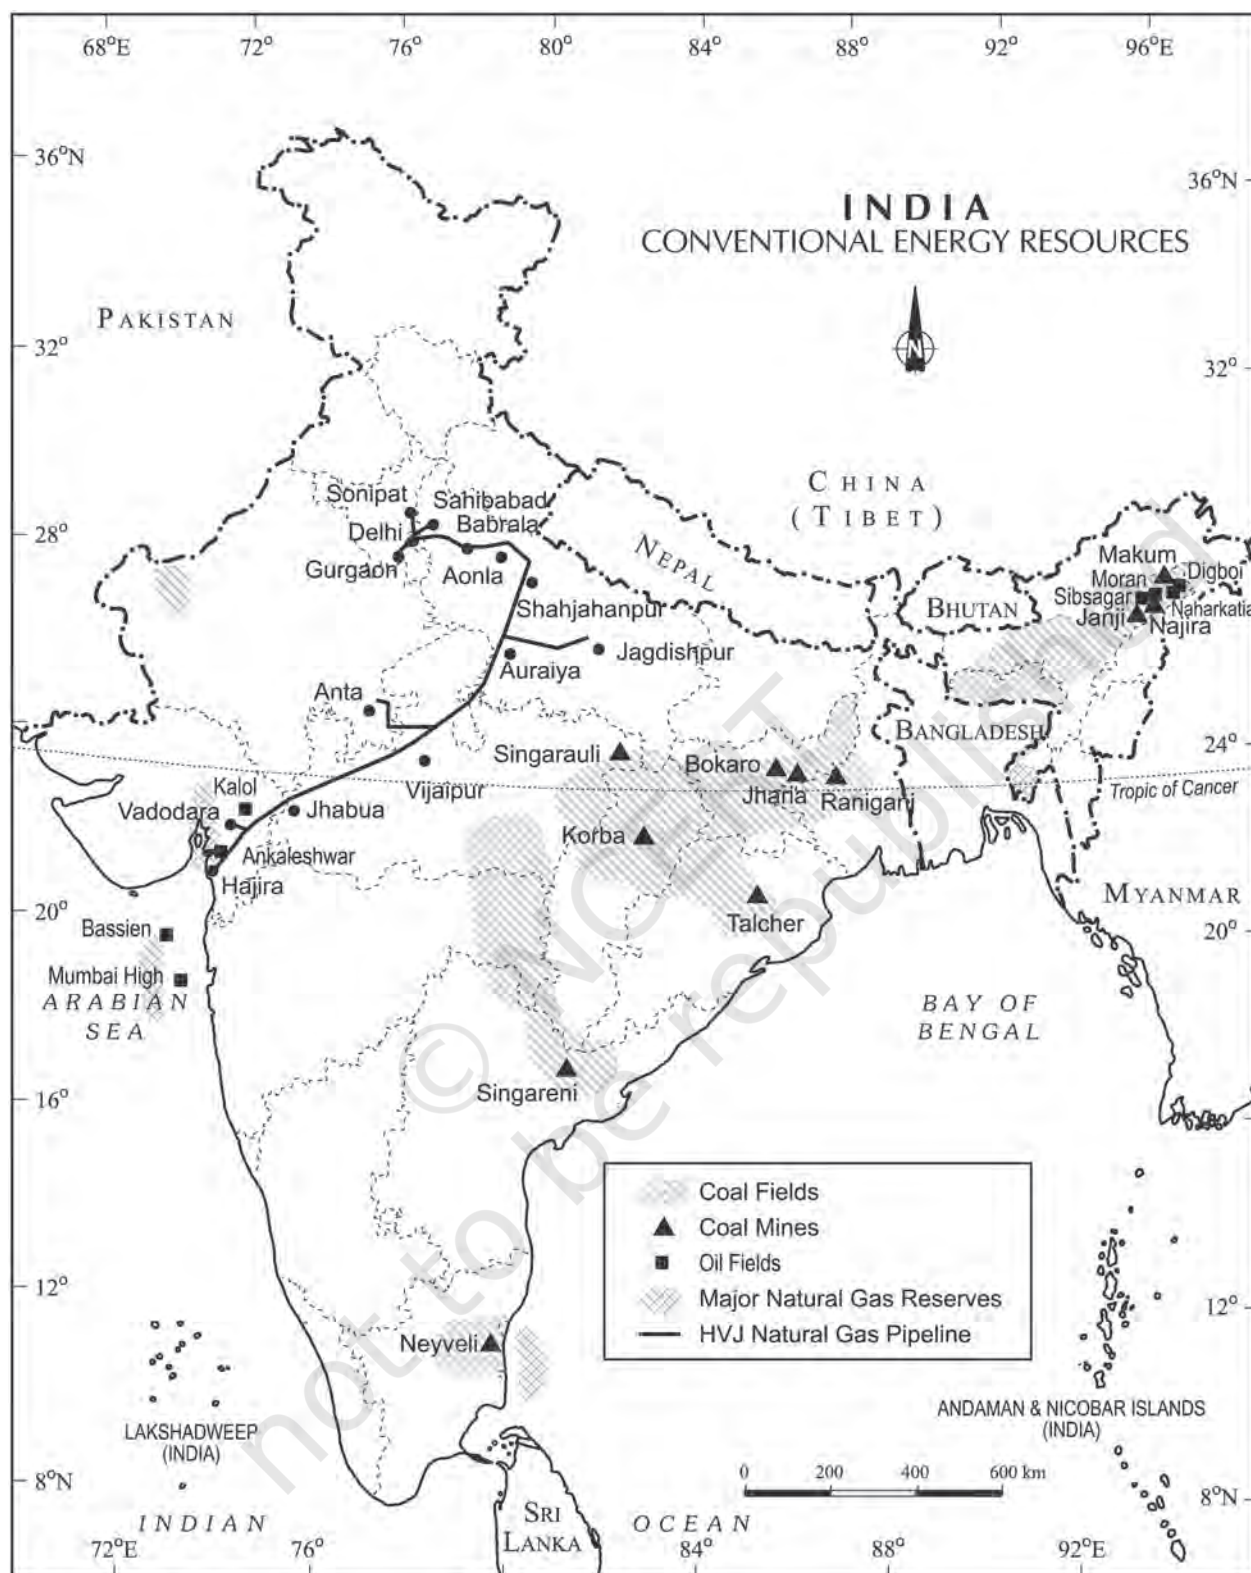 68°E 72° 76° 80° 84° 88° 92° 96°E
36°N
36°N
INDIA
CONVENTIONAL ENERGY RESOURCES
N
PAKISTAN
32°
32°
CHINA
(TIBET)
Sonipat
Sahibabad
Babrala
Delhi
28°
28°
Gurgaon
Aonla
NEPAL
Shahjahanpur
Makum
Digboi
Moran
BHUTAN
Sibsagar
Naharkatia
Janji
Najira
Jagdishpur
Auraiya
Anta
24°
BANGLADESH
Singarauli
Bokaro
Jharia
Raniganj
Vijaipur
Tropic of Cancer
Kalol
Vadodara
Jhabua
Korba
Ankaleshwar
Hajira
MYANMAR
20°
20°
Talcher
Bassien
Mumbai High
ARABIAN
SEA
BAY OF
BENGAL
Singareni
16°
Coal Fields
Coal Mines
Oil Fields
Major Natural Gas Reserves
HVJ Natural Gas Pipeline
12°
12°
Neyveli
LAKSHADWEEP
(INDIA)
ANDAMAN & NICOBAR ISLANDS
(INDIA)
0 200 400 600 km
8°N
8°N
SRI
LANKA
INDIAN
OCEAN
72°E 76° 84° 88° 92°E
© NCERT
not to be republished